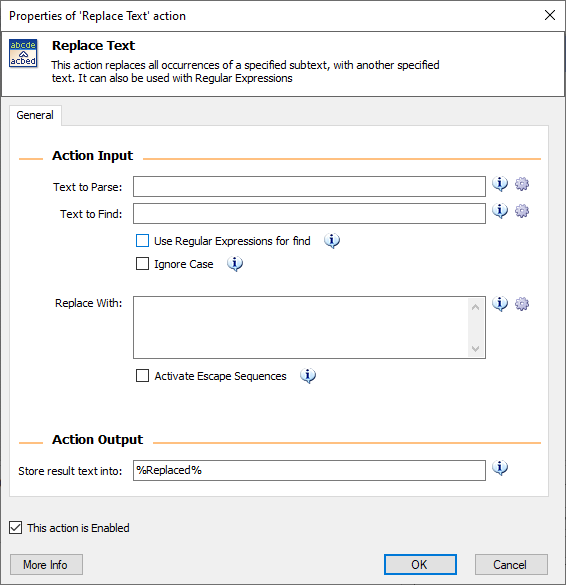 Properties of 'Replace Text' action
abcde
acbed
Replace Text
This action replaces all occurrences of a specified subtext, with another specified
text. It can also be used with Regular Expressions
General
Action Input
Text to Parse:
Text to Find:
Use Regular Expressions for find
Ignore Case
Replace With:
Activate Escape Sequences
Action Output
Store result text into:
%Replaced%
This action is Enabled
More Info
OK
Cancel